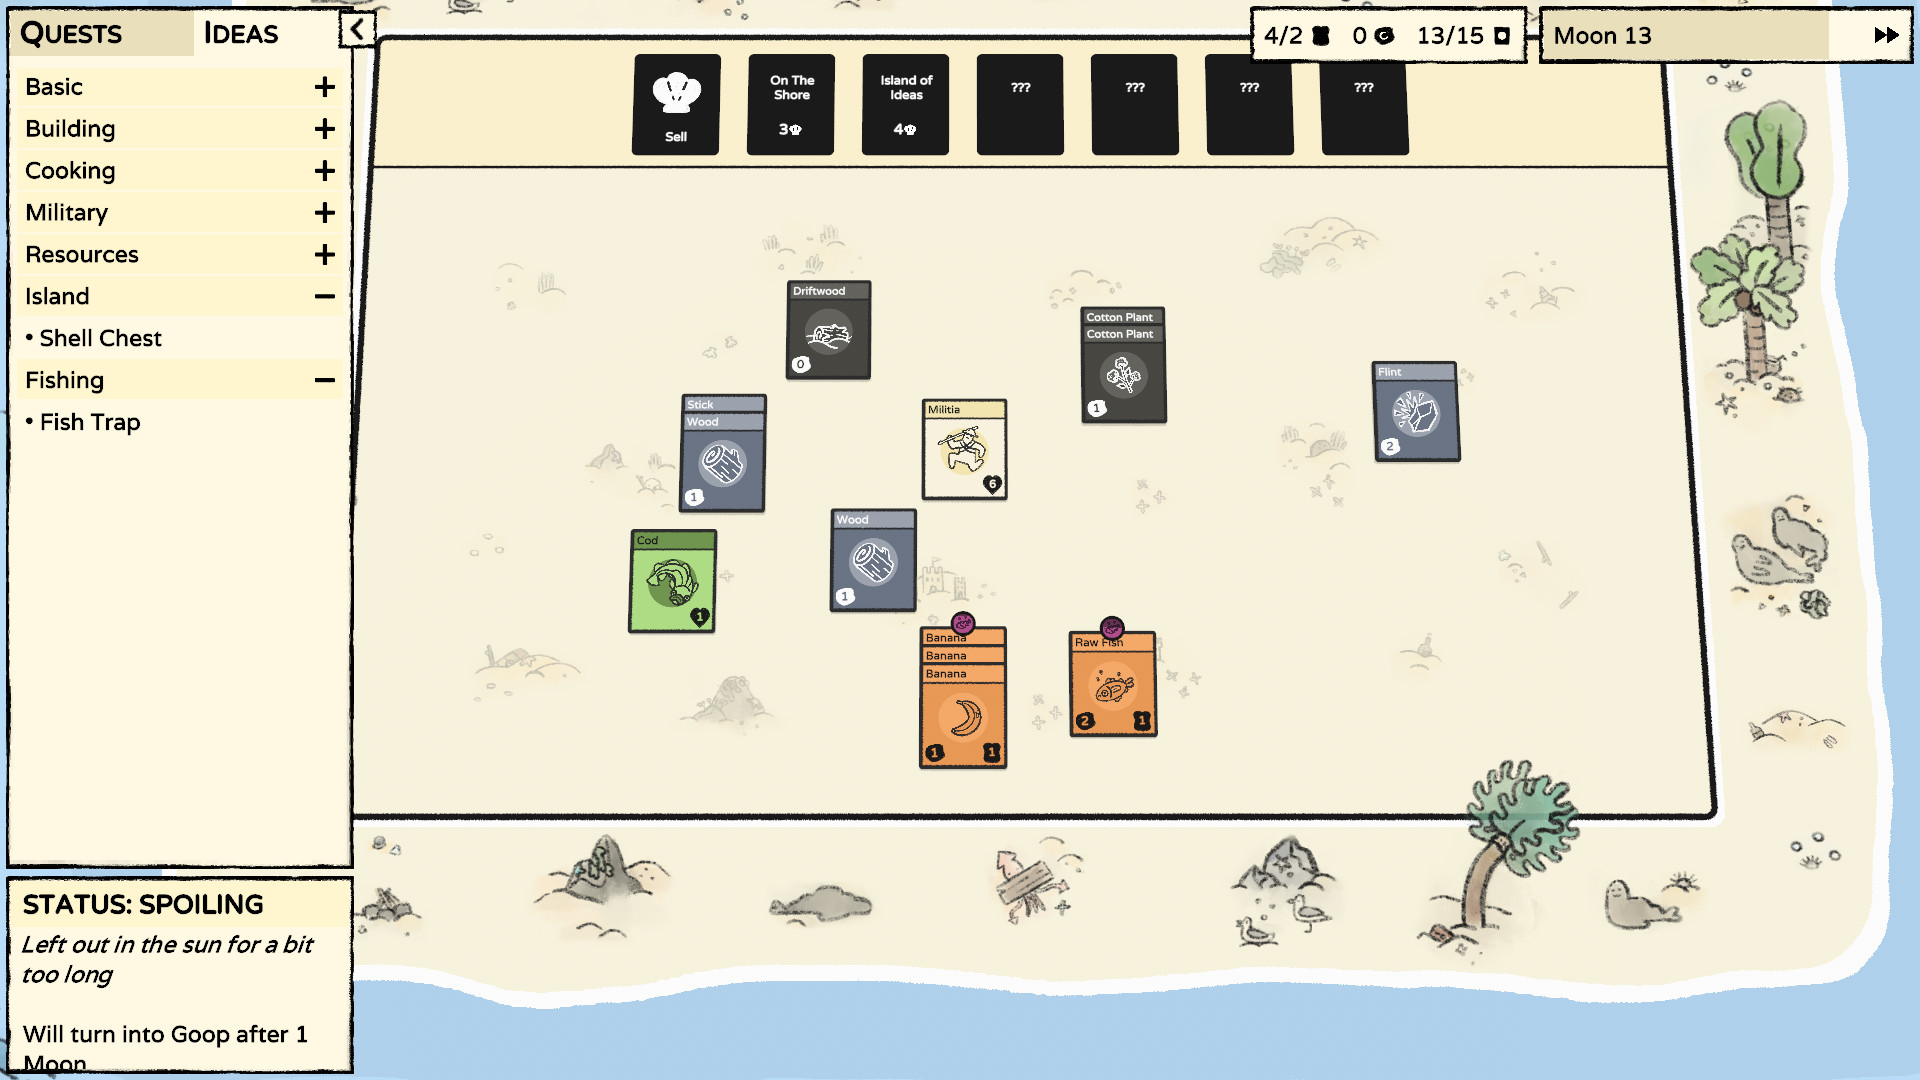 QUESTS
IDEAS
4/2
0
13/15
Moon 13
Basic
Building
Cooking
Military
Resources
Island
• Shell Chest
Fishing
• Fish Trap
Sell
On The
Shore
3
Island of
Ideas
4
???
???
???
???
Driftwood
0
Cotton Plant
Cotton Plant
1
Flint
2
Stick
Wood
1
Militia
6
Wood
1
Cod
1
Banana
Banana
Banana
1
1
Raw Fish
2
1
STATUS: SPOILING
Left out in the sun for a bit
too long
Will turn into Goop after 1
Moon